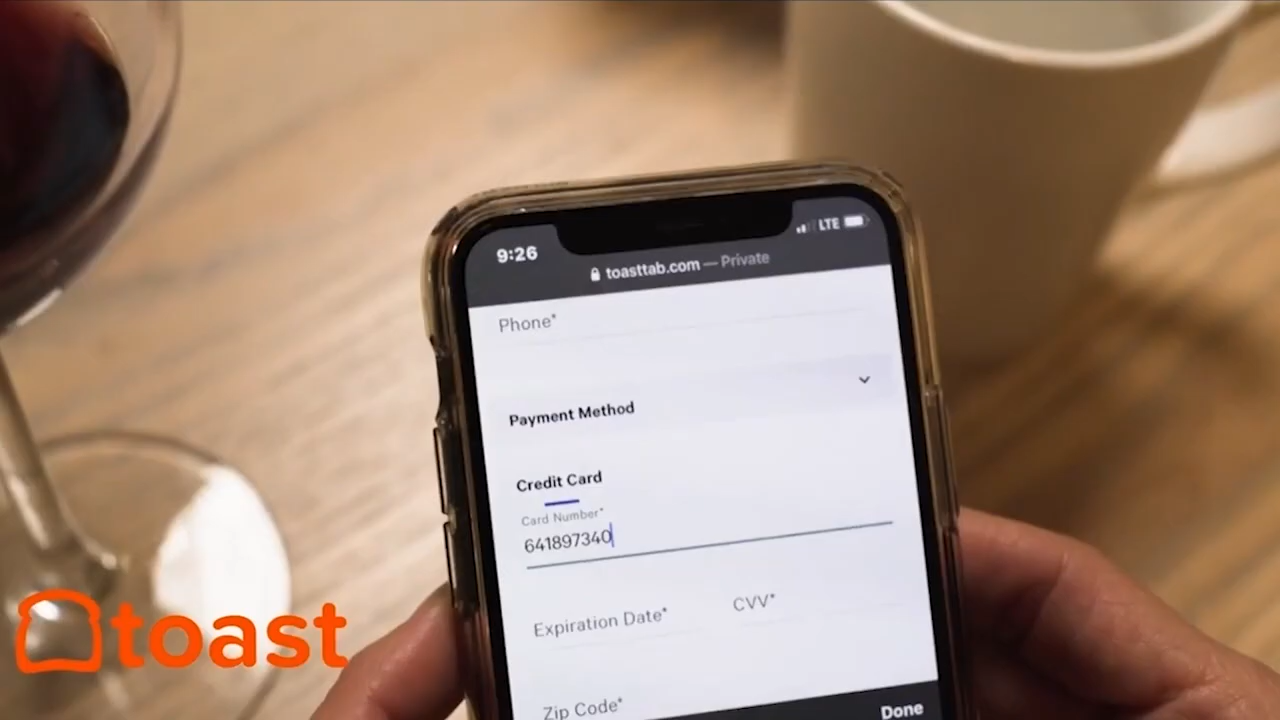 9:26
LTE
toasttab.com — Private
Phone*
Payment Method
Credit Card
Card Number*
641897340
Expiration Date*
CVV*
Zip Code*
Done
toast